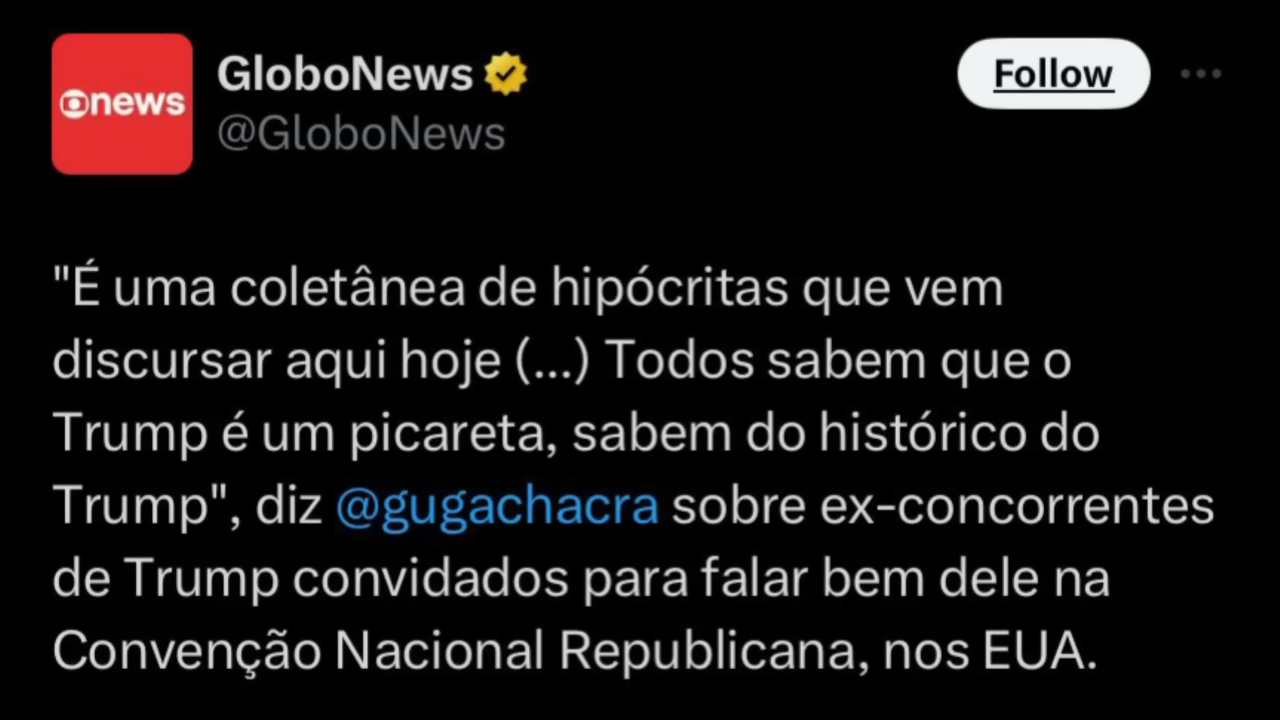 GloboNews
Follow
news
@GloboNews
"É uma coletânea de hipócritas que vem
discursar aqui hoje (...) Todos sabem que o
Trump é um picareta, sabem do histórico do
Trump", diz @gugachacra sobre ex-concorrentes
de Trump convidados para falar bem dele na
Convenção Nacional Republicana, nos EUA.